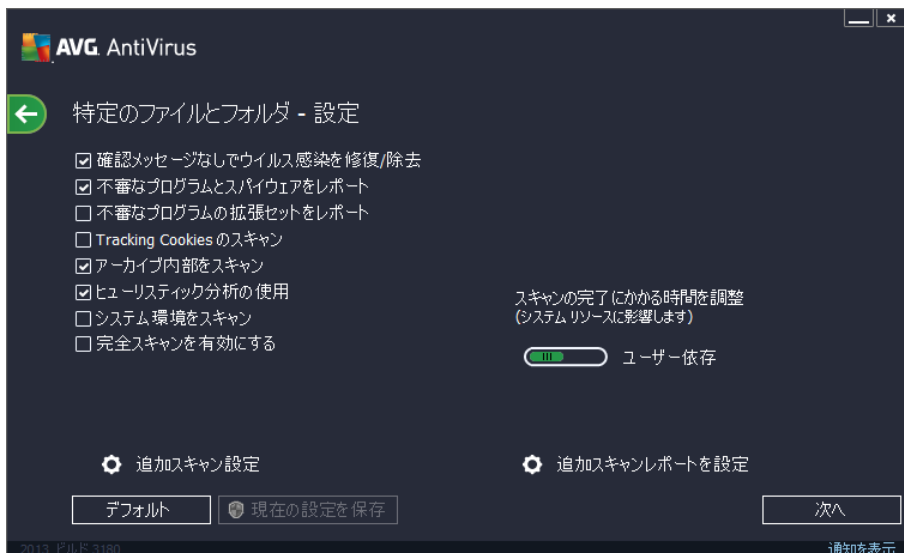 AVG. AntiVirus
特定のファイルとフォルダ - 設定
確認メッセージなしでウイルス感染を修復/除去
不審なプログラムとスパイウェアをレポート
不審なプログラムの拡張セットをレポート
Tracking Cookies のスキャン
アーカイブ内部をスキャン
ヒューリスティック分析の使用
システム環境をスキャン
完全スキャンを有効にする
スキャンの完了にかかる時間を調整
(システム リソースに影響します)
ユーザー依存
追加スキャン設定
追加スキャンレポートを設定
デフォルト
現在の設定を保存
次へ
2013 ビルド 3180
通知を表示